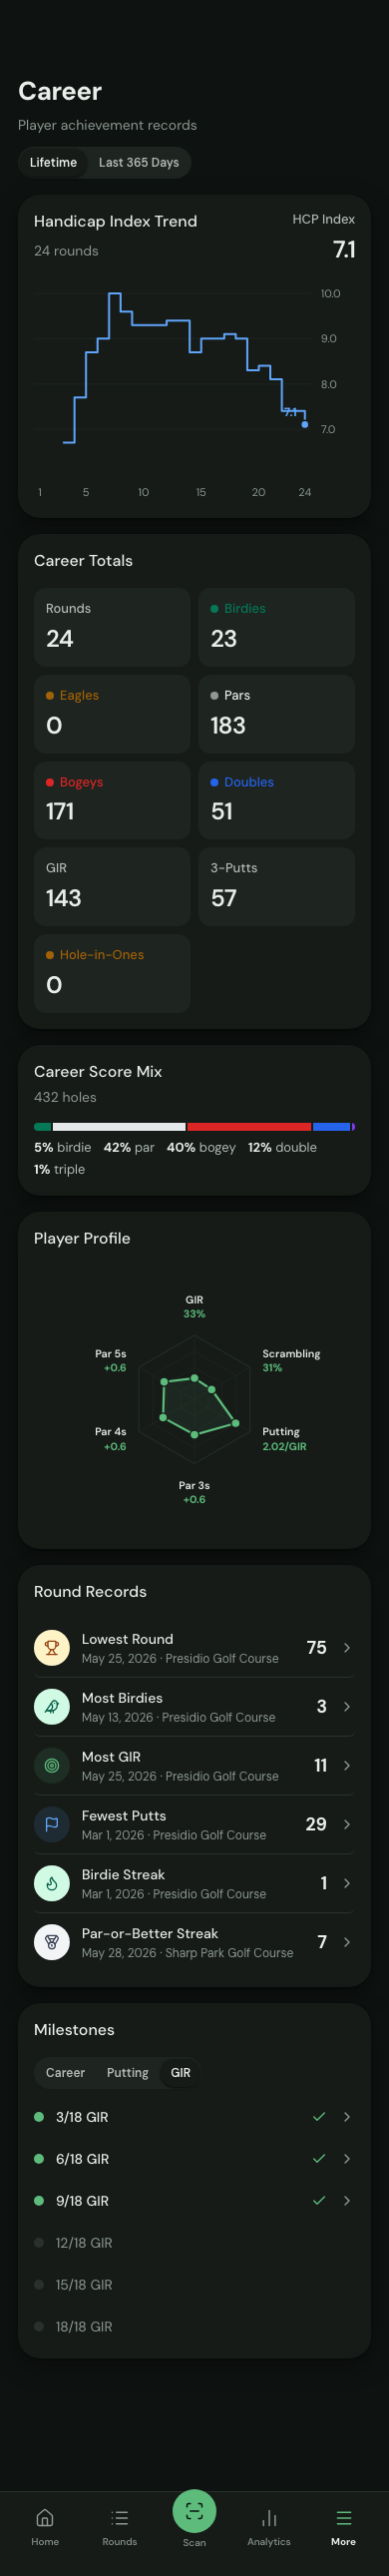 Career
Player achievement records
Lifetime Last 365 Days
Handicap Index Trend HCP Index
24 rounds 7.1
10.0
9.0
8.0
7.1
7.0
1 5 10 15 20 24
Career Totals
Rounds Birdies
24 23
Eagles Pars
0 183
Bogeys Doubles
171 51
GIR 3-Putts
143 57
Hole-in-Ones
0
Career Score Mix
432 holes
5% birdie 42% par 40% bogey 12% double
1% triple
Player Profile
GIR
33%
Par 5s Scrambling
+0.6 31%
Par 4s Putting
+0.6 2.02/GIR
Par 3s
+0.6
Round Records
Lowest Round 75
May 25, 2026 · Presidio Golf Course
Most Birdies 3
May 13, 2026 · Presidio Golf Course
Most GIR 11
May 25, 2026 · Presidio Golf Course
Fewest Putts 29
Mar 1, 2026 · Presidio Golf Course
Birdie Streak 1
Mar 1, 2026 · Presidio Golf Course
Par-or-Better Streak 7
May 28, 2026 · Sharp Park Golf Course
Milestones
Career Putting GIR
3/18 GIR
6/18 GIR
9/18 GIR
12/18 GIR
15/18 GIR
18/18 GIR
Home Rounds Scan Analytics More